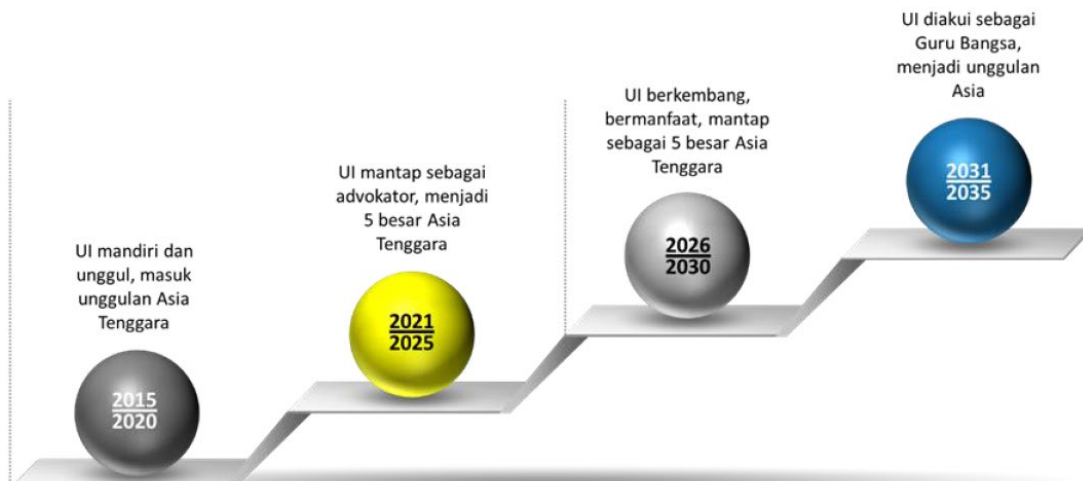 UI mandiri dan
unggul, masuk
unggulan Asia
Tenggara
2015
2020
UI mantap sebagai
advokator, menjadi
5 besar Asia
Tenggara
2021
2025
UI berkembang,
bermanfaat, mantap
sebagai 5 besar Asia
Tenggara
2026
2030
UI diakui sebagai
Guru Bangsa,
menjadi unggulan
Asia
2031
2035